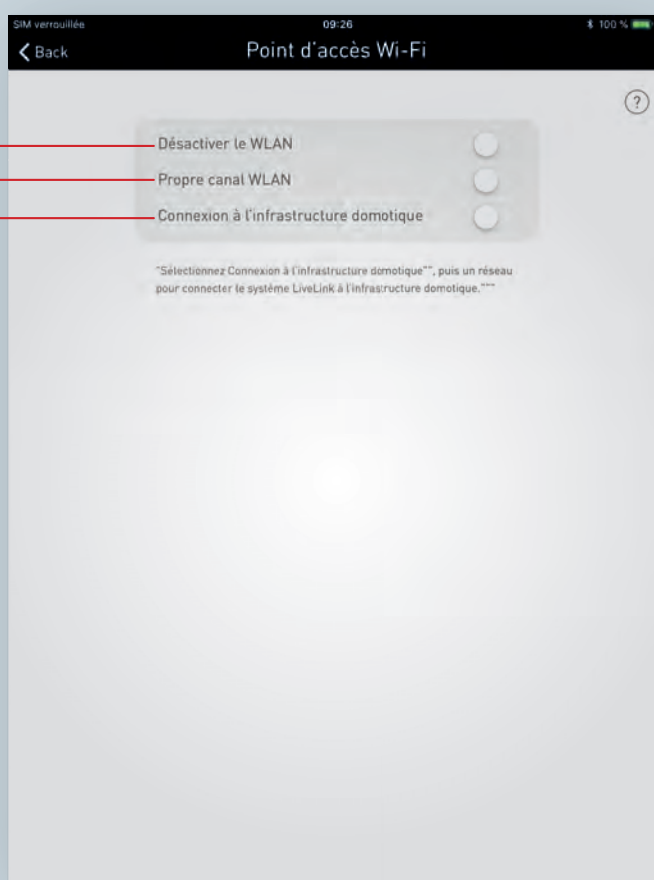 SIM verrouillée 09:26 100 %
Back Point d'accès Wi-Fi
?
Désactiver le WLAN
Propre canal WLAN
Connexion à l'infrastructure domotique
"Sélectionnez Connexion à l'infrastructure domotique"", puis un réseau
pour connecter le système LiveLink à l'infrastructure domotique."""